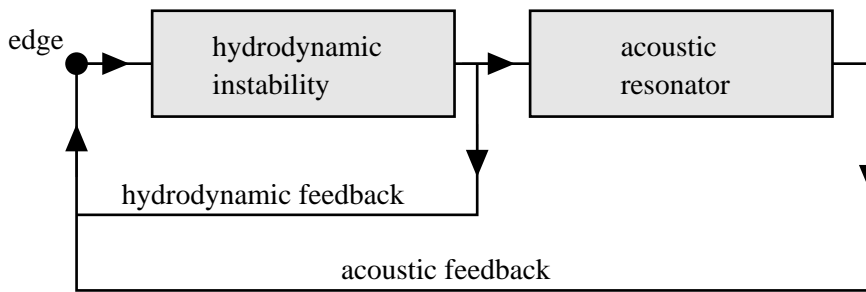 edge
hydrodynamic
instability
acoustic
resonator
hydrodynamic feedback
acoustic feedback